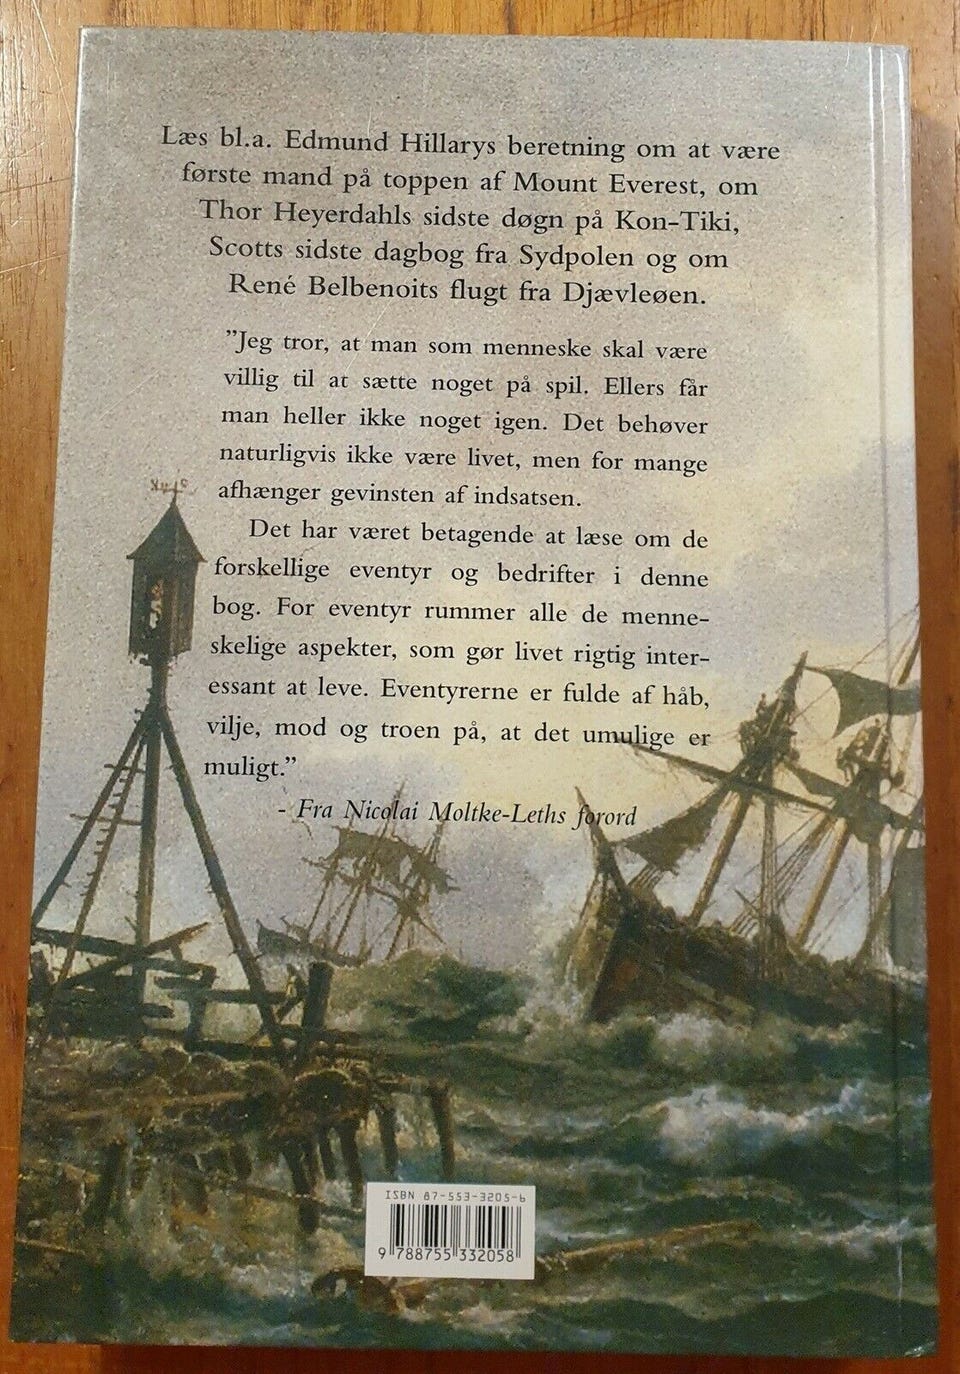 Læs bl.a. Edmund Hillarys beretning om at være
første mand på toppen af Mount Everest, om
Thor Heyerdahls sidste døgn på Kon-Tiki,
Scotts sidste dagbog fra Sydpolen og om
René Belbenoits flugt fra Djævleøen.
”Jeg tror, at man som menneske skal være
villig til at sætte noget på spil. Ellers får
man heller ikke noget igen. Det behøver
naturligvis ikke være livet, men for mange
afhænger gevinsten af indsatsen.
Det har været betagende at læse om de
forskellige eventyr og bedrifter i denne
bog. For eventyr rummer alle de menne-
skelige aspekter, som gør livet rigtig inter-
essant at leve. Eventyrerne er fulde af håb,
vilje, mod og troen på, at det umulige er
muligt.”
- Fra Nicolai Moltke-Leths forord
ISBN 87-553-3205-6
9 788755 332058